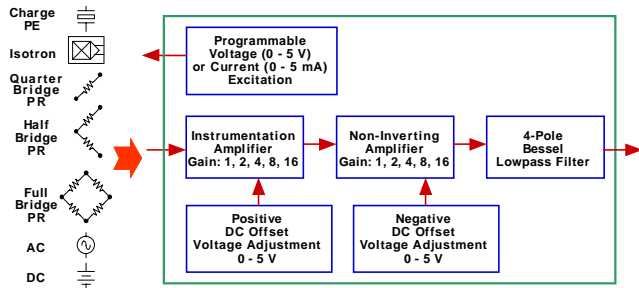 Charge
PE
Isotron
Quarter
Bridge
PR
Half
Bridge
PR
Full
Bridge
PR
AC
DC
Programmable
Voltage (0 - 5 V)
or Current (0 - 5 mA)
Excitation
Instrumentation
Amplifier
Gain: 1, 2, 4, 8, 16
Non-Inverting
Amplifier
Gain: 1, 2, 4, 8, 16
4-Pole
Bessel
Lowpass Filter
Positive
DC Offset
Voltage Adjustment
0 - 5 V
Negative
DC Offset
Voltage Adjustment
0 - 5 V